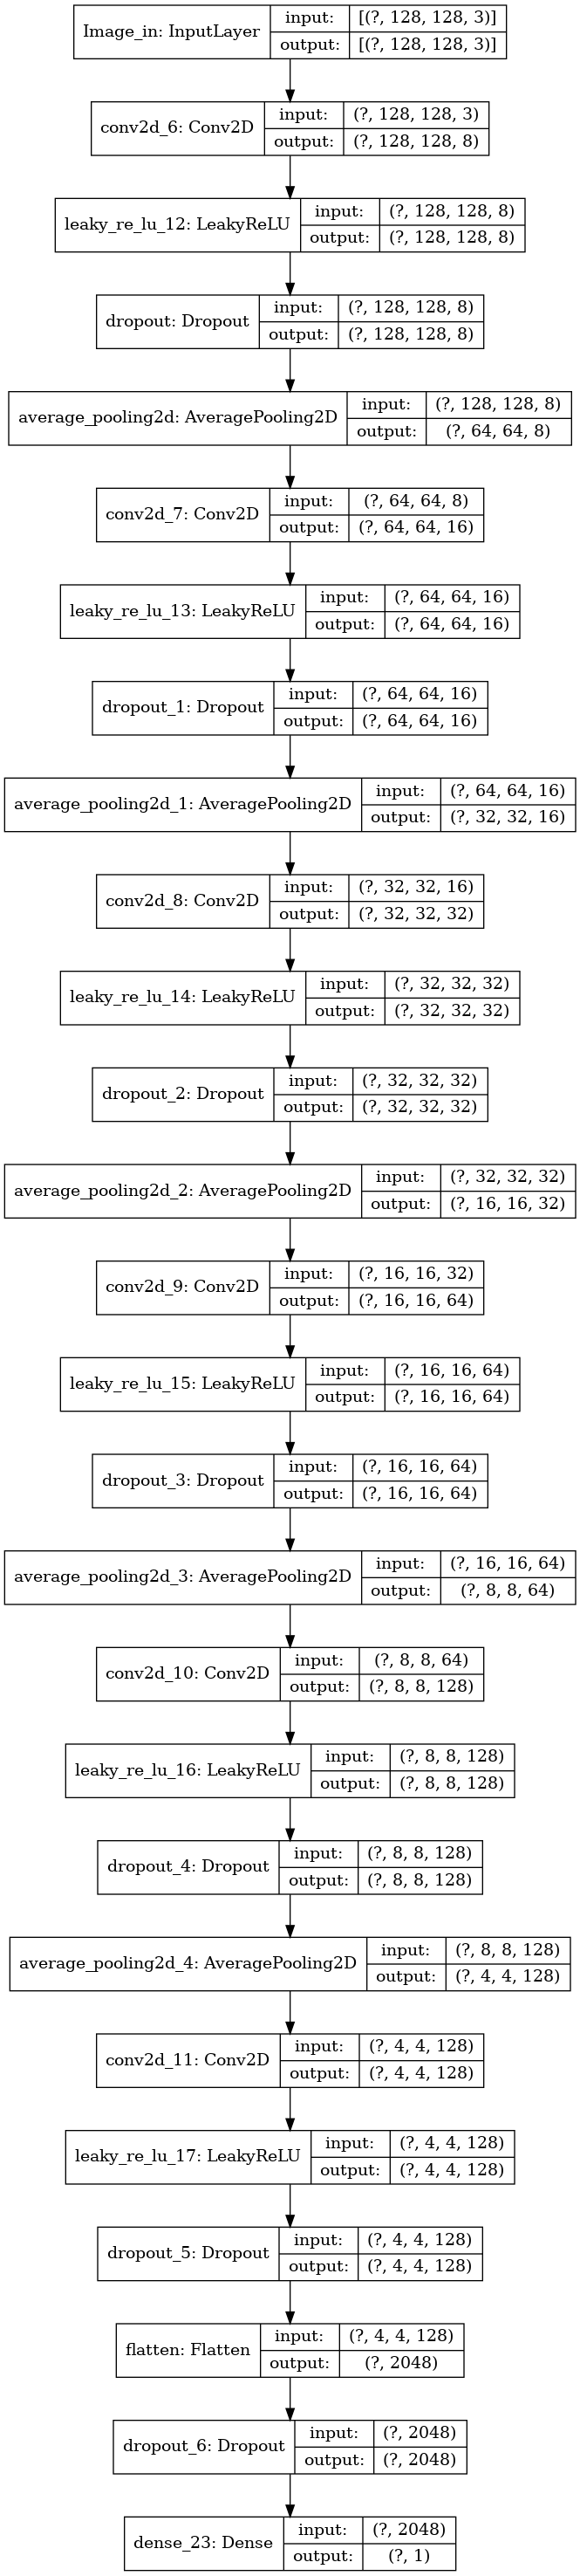 Image_in: InputLayer
input: [(?, 128, 128, 3)]
output: [(?, 128, 128, 3)]
conv2d_6: Conv2D
input: (?, 128, 128, 3)
output: (?, 128, 128, 8)
leaky_re_lu_12: LeakyReLU
input: (?, 128, 128, 8)
output: (?, 128, 128, 8)
dropout: Dropout
input: (?, 128, 128, 8)
output: (?, 128, 128, 8)
average_pooling2d: AveragePooling2D
input: (?, 128, 128, 8)
output: (?, 64, 64, 8)
conv2d_7: Conv2D
input: (?, 64, 64, 8)
output: (?, 64, 64, 16)
leaky_re_lu_13: LeakyReLU
input: (?, 64, 64, 16)
output: (?, 64, 64, 16)
dropout_1: Dropout
input: (?, 64, 64, 16)
output: (?, 64, 64, 16)
average_pooling2d_1: AveragePooling2D
input: (?, 64, 64, 16)
output: (?, 32, 32, 16)
conv2d_8: Conv2D
input: (?, 32, 32, 16)
output: (?, 32, 32, 32)
leaky_re_lu_14: LeakyReLU
input: (?, 32, 32, 32)
output: (?, 32, 32, 32)
dropout_2: Dropout
input: (?, 32, 32, 32)
output: (?, 32, 32, 32)
average_pooling2d_2: AveragePooling2D
input: (?, 32, 32, 32)
output: (?, 16, 16, 32)
conv2d_9: Conv2D
input: (?, 16, 16, 32)
output: (?, 16, 16, 64)
leaky_re_lu_15: LeakyReLU
input: (?, 16, 16, 64)
output: (?, 16, 16, 64)
dropout_3: Dropout
input: (?, 16, 16, 64)
output: (?, 16, 16, 64)
average_pooling2d_3: AveragePooling2D
input: (?, 16, 16, 64)
output: (?, 8, 8, 64)
conv2d_10: Conv2D
input: (?, 8, 8, 64)
output: (?, 8, 8, 128)
leaky_re_lu_16: LeakyReLU
input: (?, 8, 8, 128)
output: (?, 8, 8, 128)
dropout_4: Dropout
input: (?, 8, 8, 128)
output: (?, 8, 8, 128)
average_pooling2d_4: AveragePooling2D
input: (?, 8, 8, 128)
output: (?, 4, 4, 128)
conv2d_11: Conv2D
input: (?, 4, 4, 128)
output: (?, 4, 4, 128)
leaky_re_lu_17: LeakyReLU
input: (?, 4, 4, 128)
output: (?, 4, 4, 128)
dropout_5: Dropout
input: (?, 4, 4, 128)
output: (?, 4, 4, 128)
flatten: Flatten
input: (?, 4, 4, 128)
output: (?, 2048)
dropout_6: Dropout
input: (?, 2048)
output: (?, 2048)
dense_23: Dense
input: (?, 2048)
output: (?, 1)